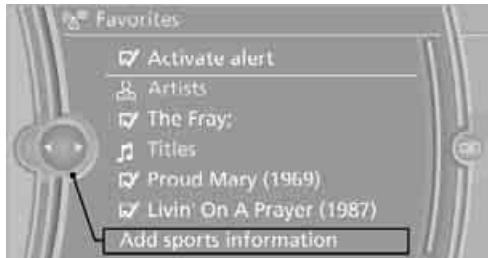 Favorites
Activate alert
Artists
The Fray;
Titles
Proud Mary (1969)
Livin' On A Prayer (1987)
Add sports information